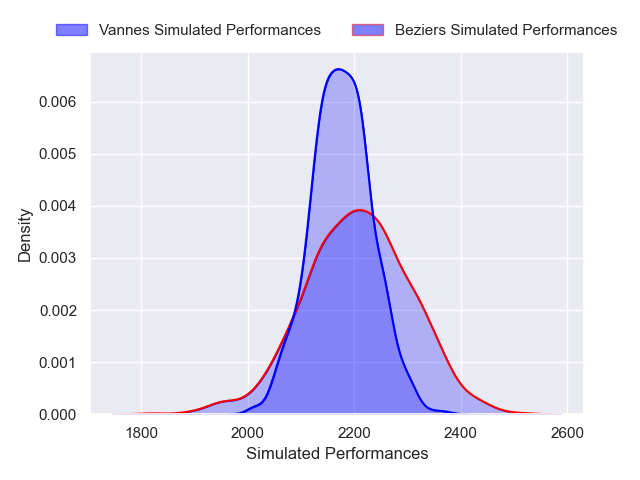 Vannes Simulated Performances Beziers Simulated Performances
0.006
0.005
0.004
0.003
0.002
0.001
0.000
Density
1800 2000 2200 2400 2600
Simulated Performances